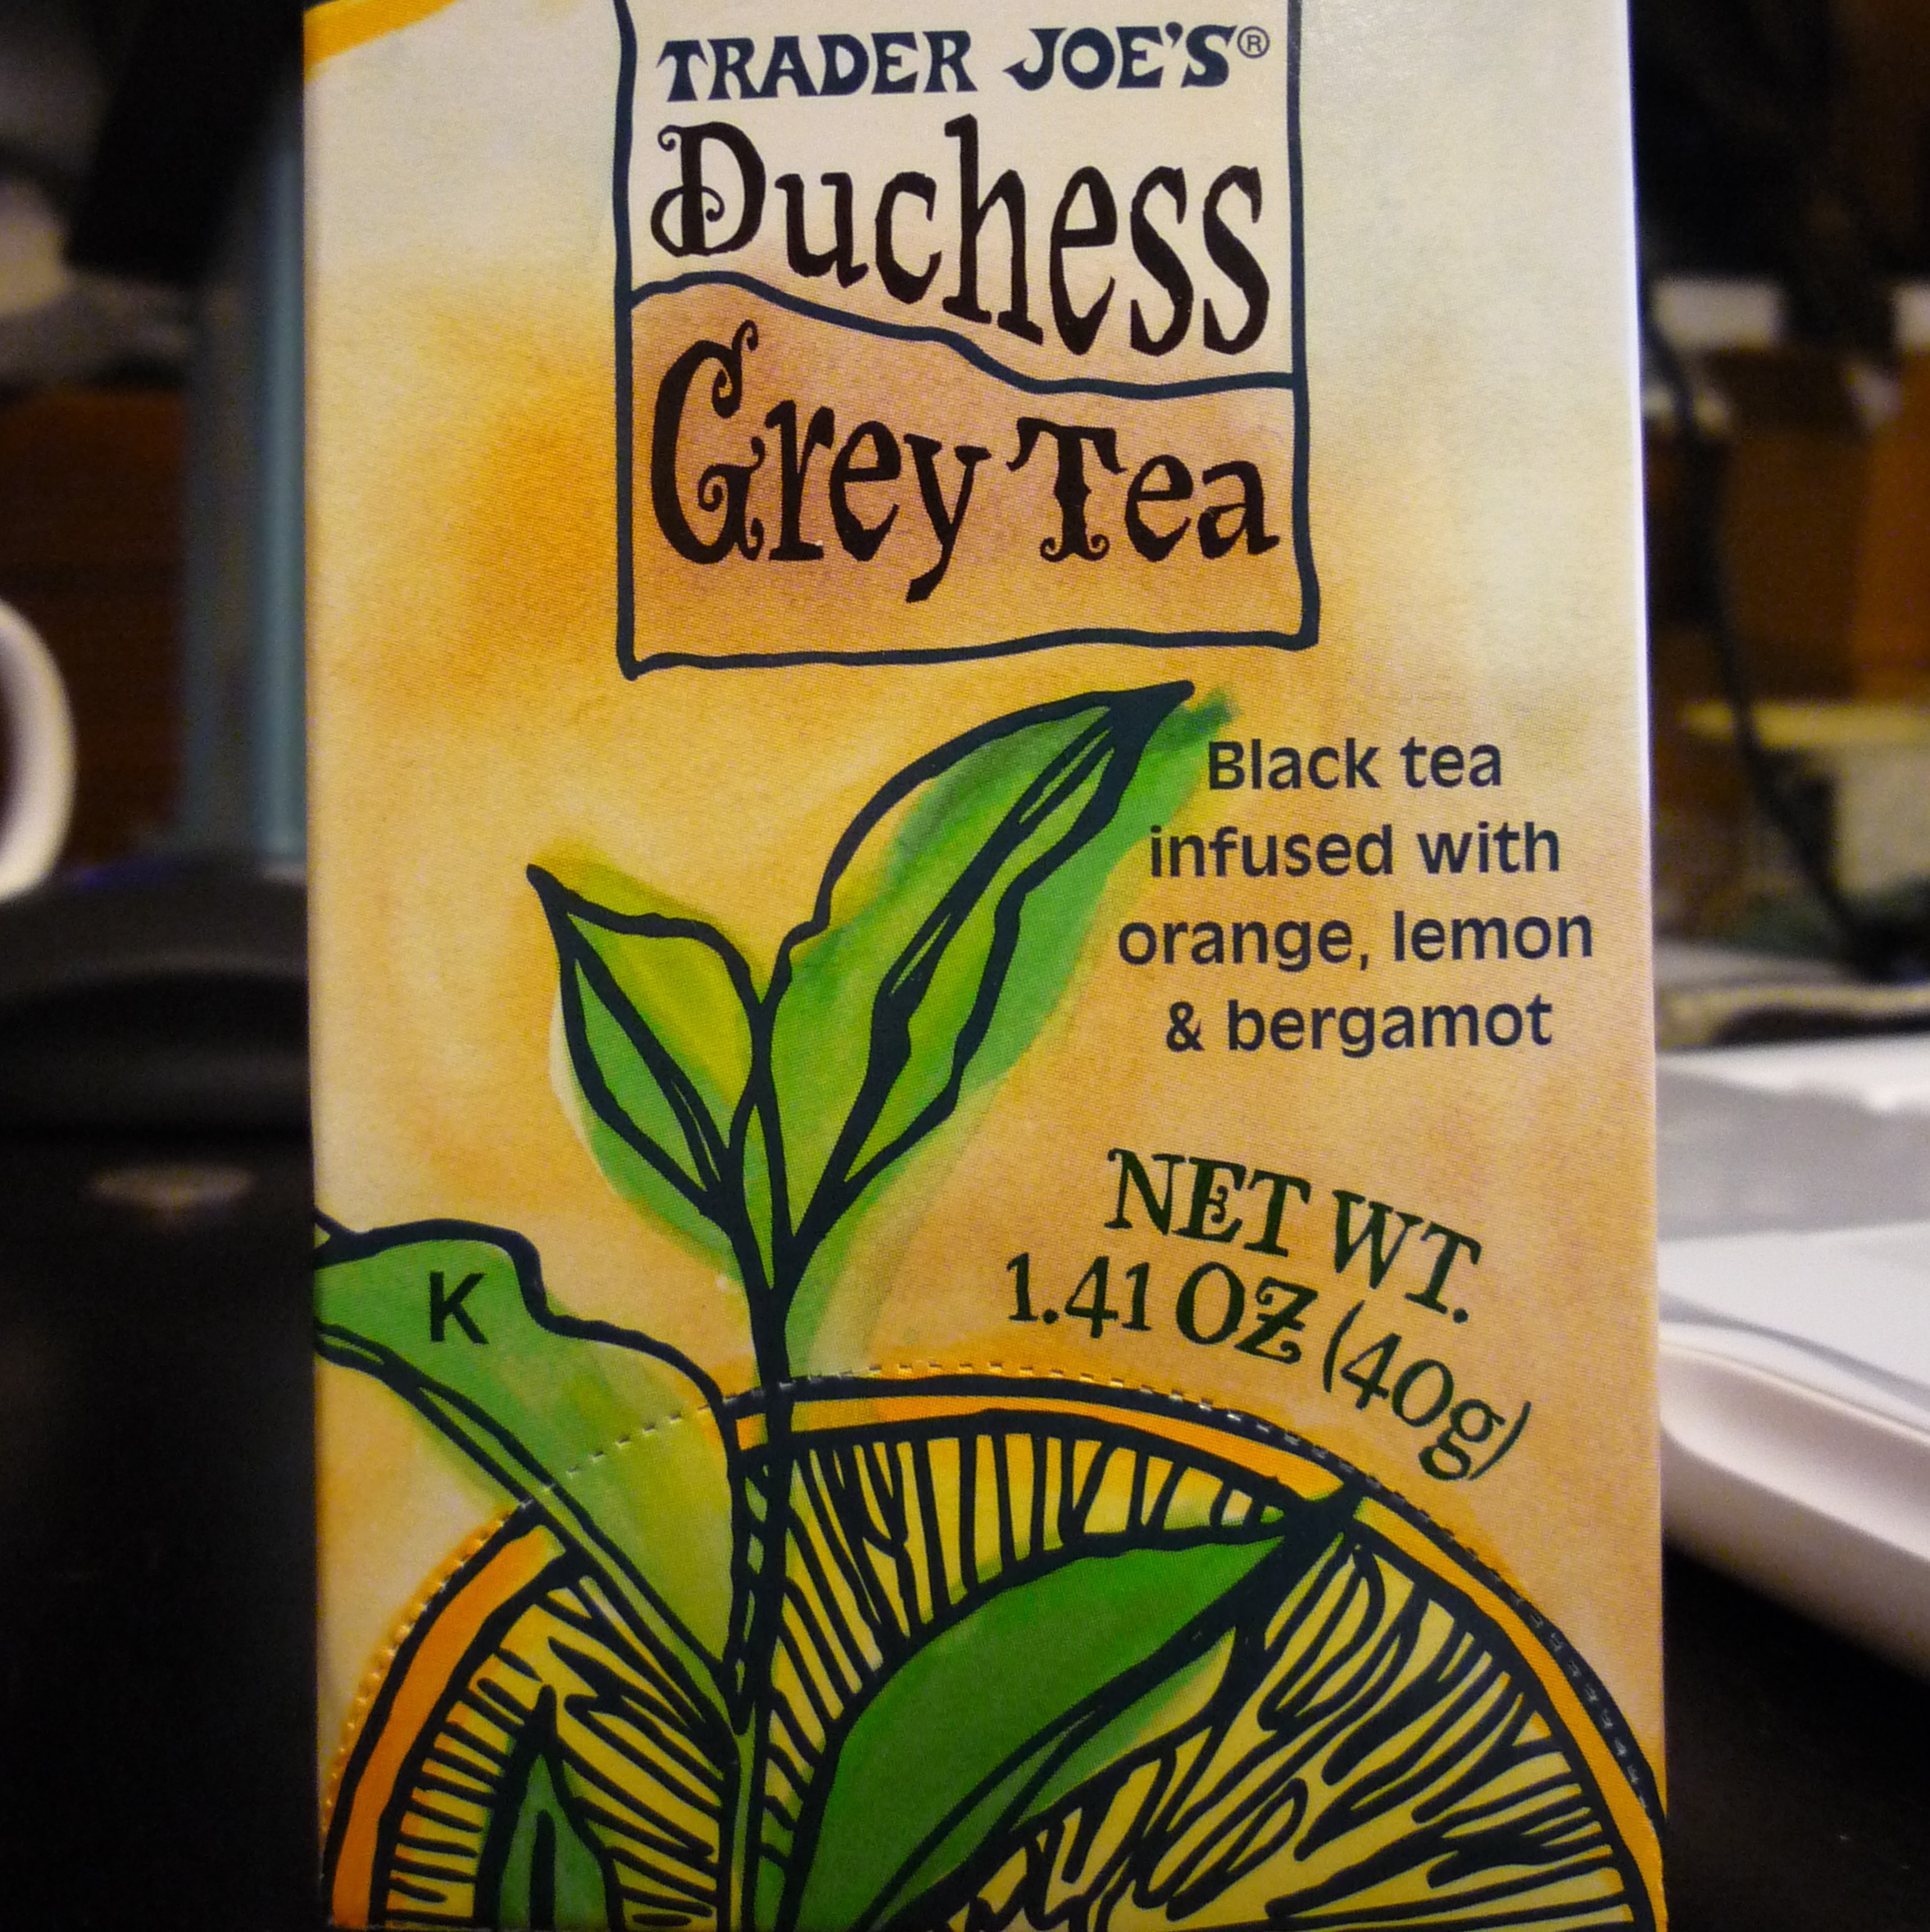 TRADER JOE'S®
Duchess
Grey Tea
Black tea
infused with
orange, lemon
& bergamot
NET WT.
1.41 OZ (40g)
K